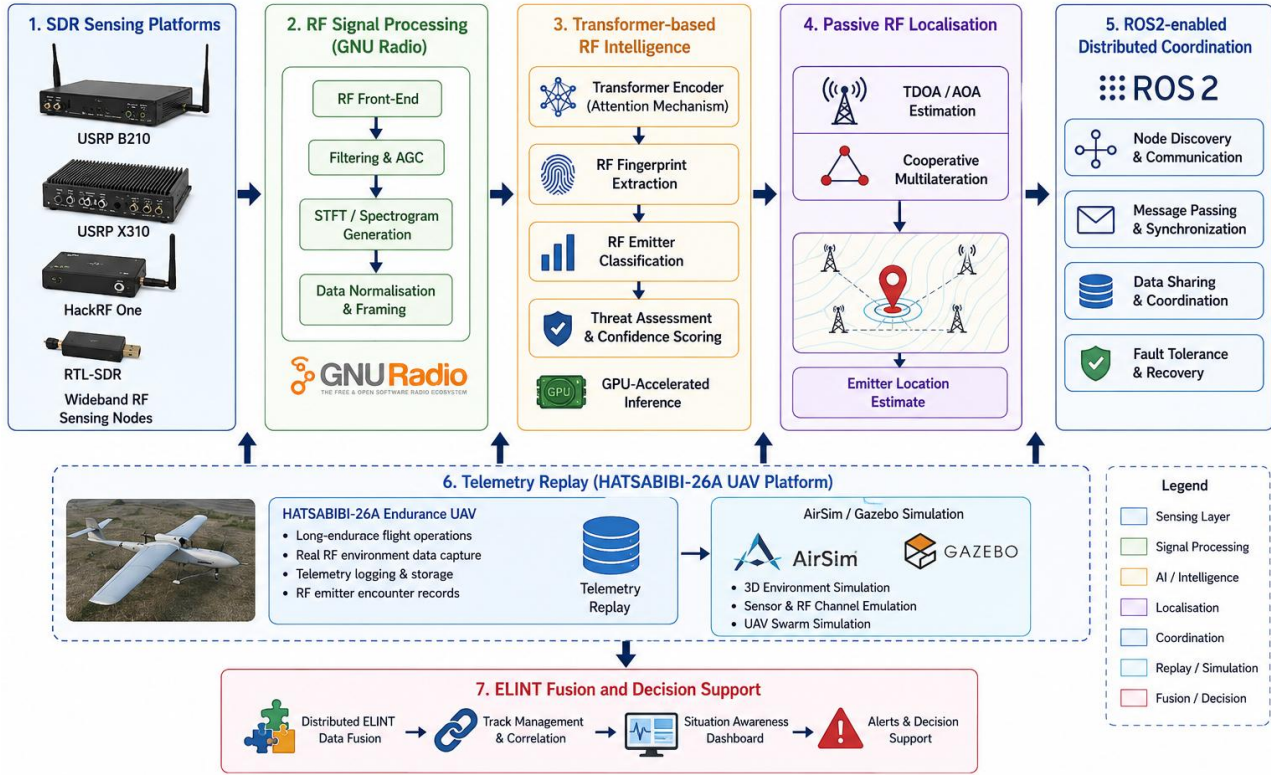 1. SDR Sensing Platforms
USRP B210
USRP X310
HackRF One
RTL-SDR
Wideband RF
Sensing Nodes
2. RF Signal Processing
(GNU Radio)
RF Front-End
Filtering & AGC
STFT / Spectrogram
Generation
Data Normalisation
& Framing
GNURadio
THE FREE & OPEN SOFTWARE RADIO ECOSYSTEM
3. Transformer-based
RF Intelligence
Transformer Encoder
(Attention Mechanism)
RF Fingerprint
Extraction
RF Emitter
Classification
Threat Assessment
& Confidence Scoring
GPU
GPU-Accelerated
Inference
4. Passive RF Localisation
TDOA / AOA
Estimation
Cooperative
Multilateration
Emitter Location
Estimate
5. ROS2-enabled
Distributed Coordination
ROS 2
Node Discovery
& Communication
Message Passing
& Synchronization
Data Sharing
& Coordination
Fault Tolerance
& Recovery
6. Telemetry Replay (HATSABIBI-26A UAV Platform)
HATSABIBI-26A Endurance UAV
• Long-endurace flight operations
• Real RF environment data capture
• Telemetry logging & storage
• RF emitter encounter records
Telemetry
Replay
AirSim / Gazebo Simulation
AirSim
GAZEBO
• 3D Environment Simulation
• Sensor & RF Channel Emulation
• UAV Swarm Simulation
Legend
Sensing Layer
Signal Processing
AI / Intelligence
Localisation
Coordination
Replay / Simulation
Fusion / Decision
7. ELINT Fusion and Decision Support
Distributed ELINT
Data Fusion
Track Management
& Correlation
Situation Awareness
Dashboard
Alerts & Decision
Support